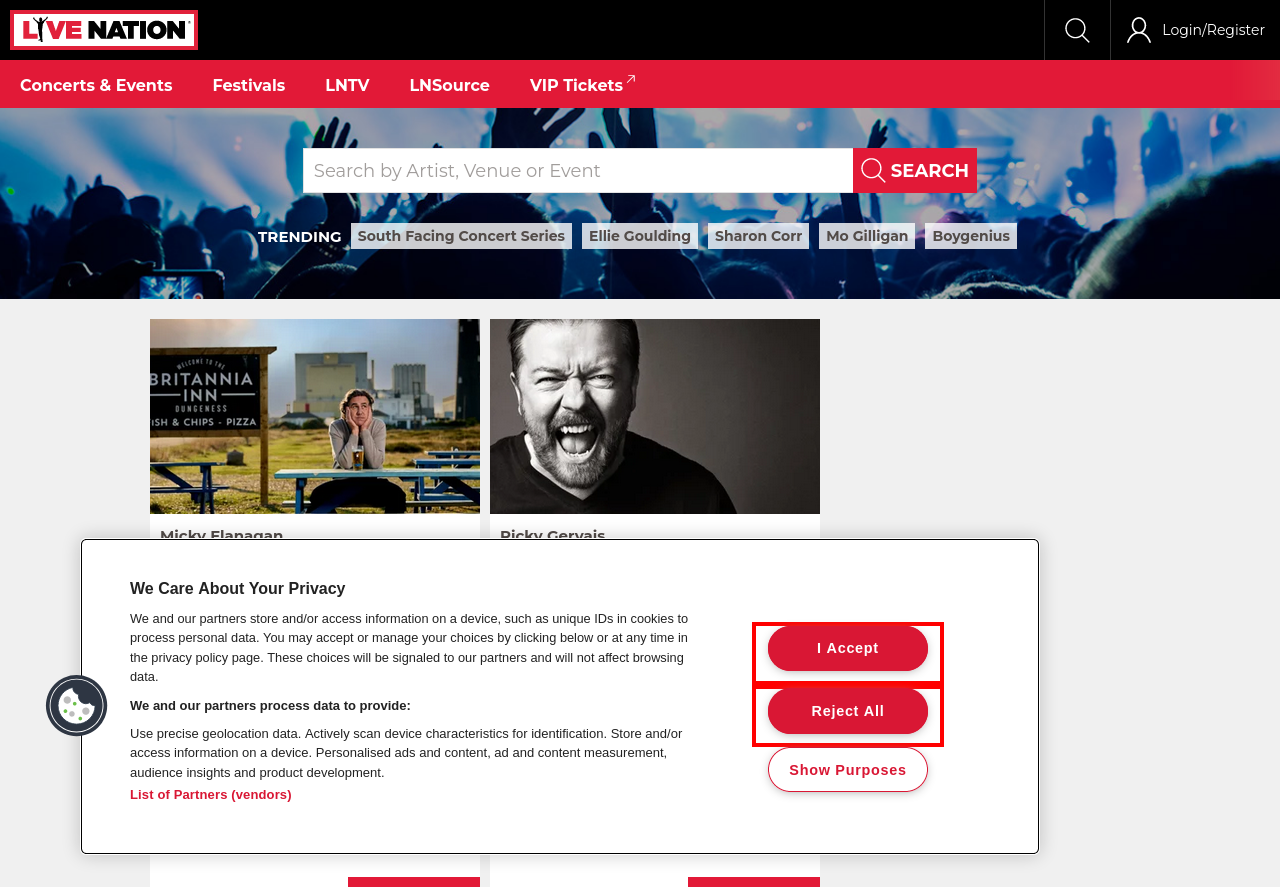 LIVE NATION
Login/Register
Concerts & Events Festivals LNTV LNSource VIP Tickets
Search by Artist, Venue or Event SEARCH
TRENDING South Facing Concert Series Ellie Goulding Sharon Corr Mo Gilligan Boygenius
WELCOME TO THE
BRITANNIA
INN
DUNGENESS
ISH & CHIPS - PIZZA
Micky Flanagan
Ricky Gervais
We Care About Your Privacy
We and our partners store and/or access information on a device, such as unique IDs in cookies to
process personal data. You may accept or manage your choices by clicking below or at any time in
the privacy policy page. These choices will be signaled to our partners and will not affect browsing
data.
We and our partners process data to provide:
Use precise geolocation data. Actively scan device characteristics for identification. Store and/or
access information on a device. Personalised ads and content, ad and content measurement,
audience insights and product development.
List of Partners (vendors)
I Accept
Reject All
Show Purposes